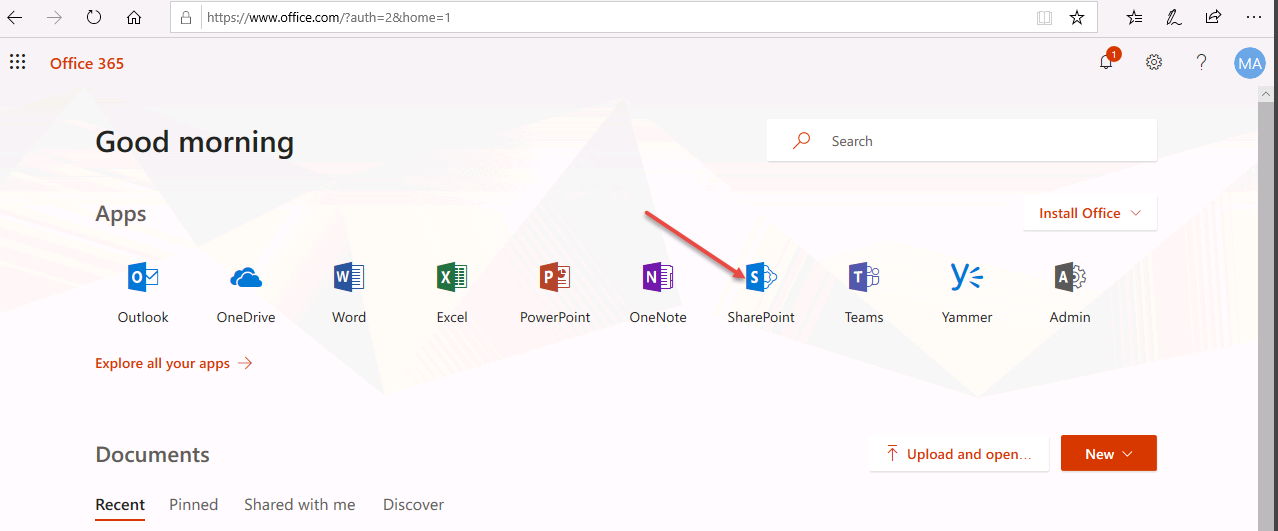 https://www.office.com/?auth=2&home=1
Office 365
1
MA
Good morning
Search
Apps
Install Office
Outlook OneDrive Word Excel PowerPoint OneNote SharePoint Teams Yammer Admin
Explore all your apps
Documents
Upload and open...
New
Recent Pinned Shared with me Discover